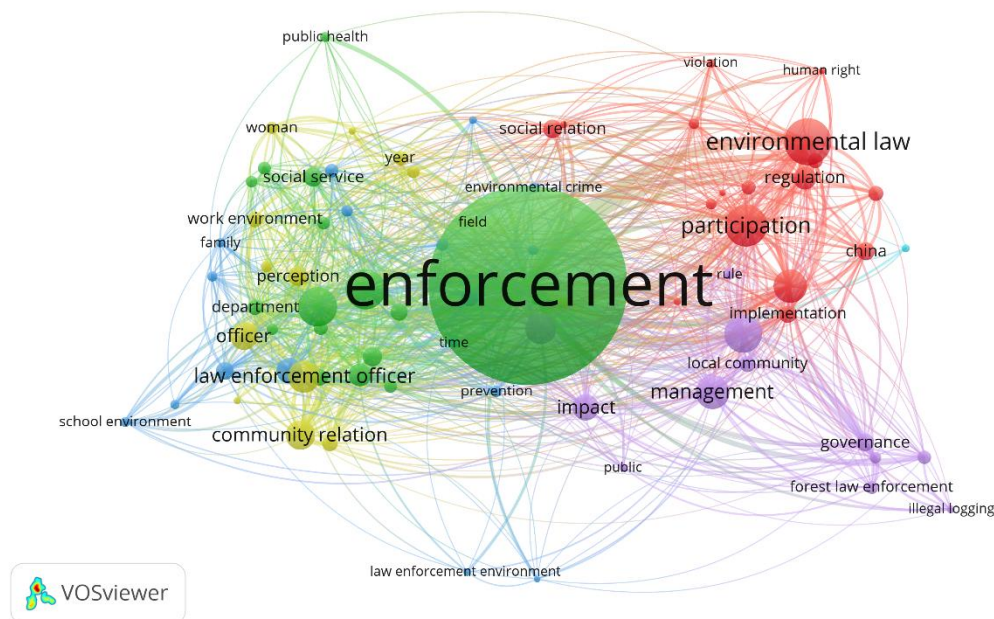 public health
violation
human right
woman
social relation
environmental law
year
social service
environmental crime
regulation
work environment
field
participation
family
china
perception
enforcement
rule
department
implementation
officer
time
local community
law enforcement officer
prevention
management
impact
school environment
community relation
governance
public
forest law enforcement
illegal logging
law enforcement environment
VOSviewer